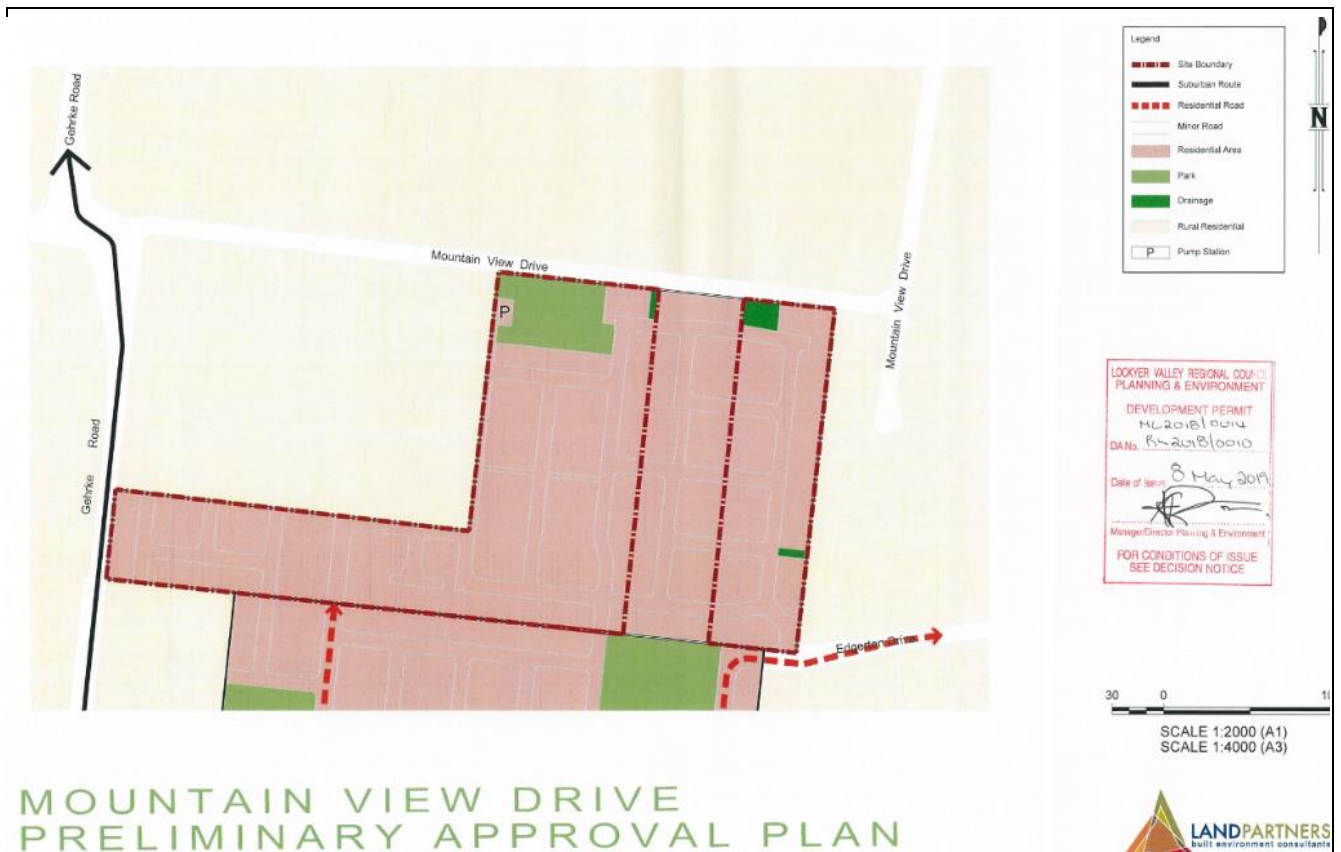 Legend
Site Boundary
Suburban Route
Residential Road
Minor Road
Residential Area
Park
Drainage
Rural Residential
P Pump Station
N
Gehrke Road
Mountain View Drive
Mountain View Drive
P
Gehrke Road
Edgerton Drive
LOCKYER VALLEY REGIONAL COUNCIL
PLANNING & ENVIRONMENT
DEVELOPMENT PERMIT
MC2018/0014
DA No. RL2018/0010
Date of Issue 8 May 2019
Manager/Director Planning & Environment
FOR CONDITIONS OF ISSUE
SEE DECISION NOTICE
30 0 10
SCALE 1:2000 (A1)
SCALE 1:4000 (A3)
MOUNTAIN VIEW DRIVE
PRELIMINARY APPROVAL PLAN
LANDPARTNERS
built environment consultants